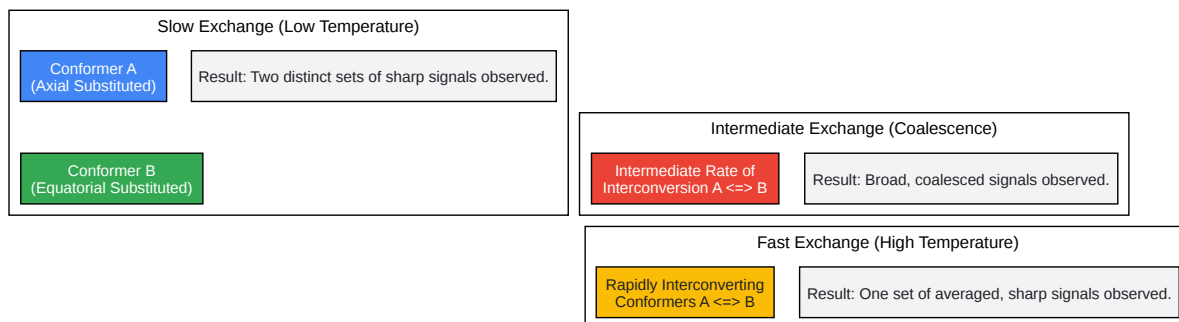 Slow Exchange (Low Temperature)
Conformer A
(Axial Substituted)
Result: Two distinct sets of sharp signals observed.
Conformer B
(Equatorial Substituted)
Intermediate Exchange (Coalescence)
Intermediate Rate of
Interconversion A <=> B
Result: Broad, coalesced signals observed.
Fast Exchange (High Temperature)
Rapidly Interconverting
Conformers A <=> B
Result: One set of averaged, sharp signals observed.